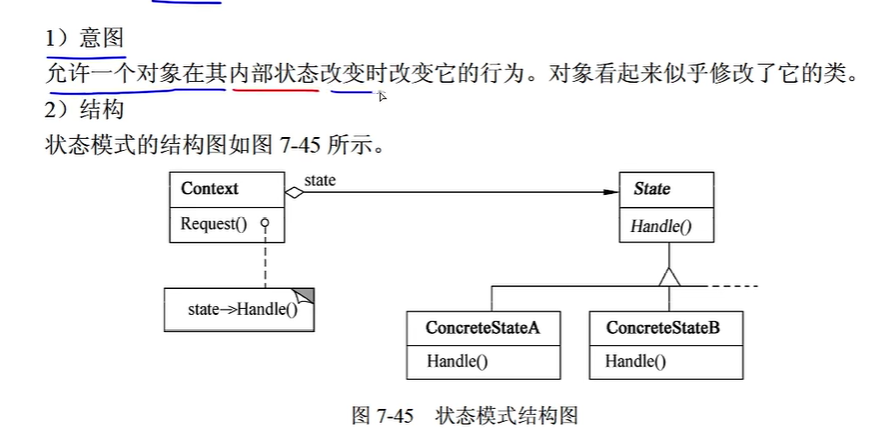 1）意图
允许一个对象在其内部状态改变时改变它的行为。对象看起来似乎修改了它的类。
2）结构
状态模式的结构图如图 7-45 所示。
Context
state
State
Request()
Handle()
state->Handle()
ConcreteStateA
ConcreteStateB
Handle()
Handle()
图 7-45 状态模式结构图